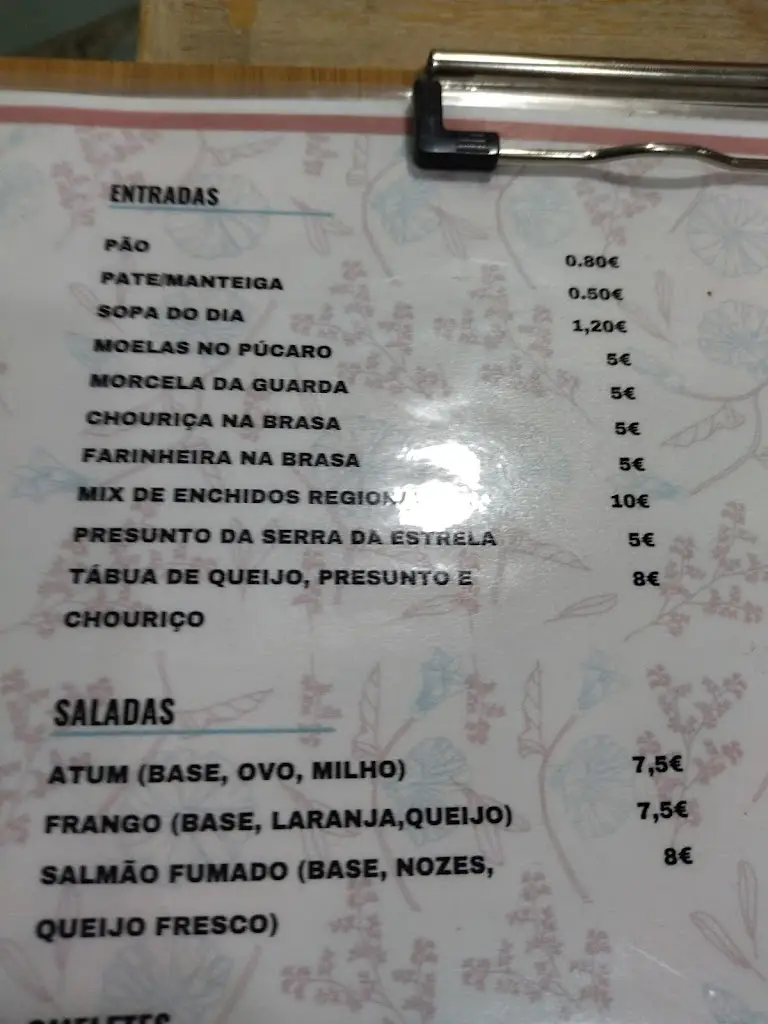 ENTRADAS
PÃO 0.80€
PATE/MANTEIGA 0.50€
SOPA DO DIA 1,20€
MOELAS NO PÚCARO 5€
MORCELA DA GUARDA 5€
CHOURIÇA NA BRASA 5€
FARINHEIRA NA BRASA 5€
MIX DE ENCHIDOS 10€
PRESUNTO DA SERRA DA ESTRELA 5€
TÁBUA DE QUEIJO, PRESUNTO E 8€
CHOURIÇO
SALADAS
ATUM (BASE, OVO, MILHO) 7,5€
FRANGO (BASE, LARANJA,QUEIJO) 7,5€
SALMÃO FUMADO (BASE, NOZES, 8€
QUEIJO FRESCO)